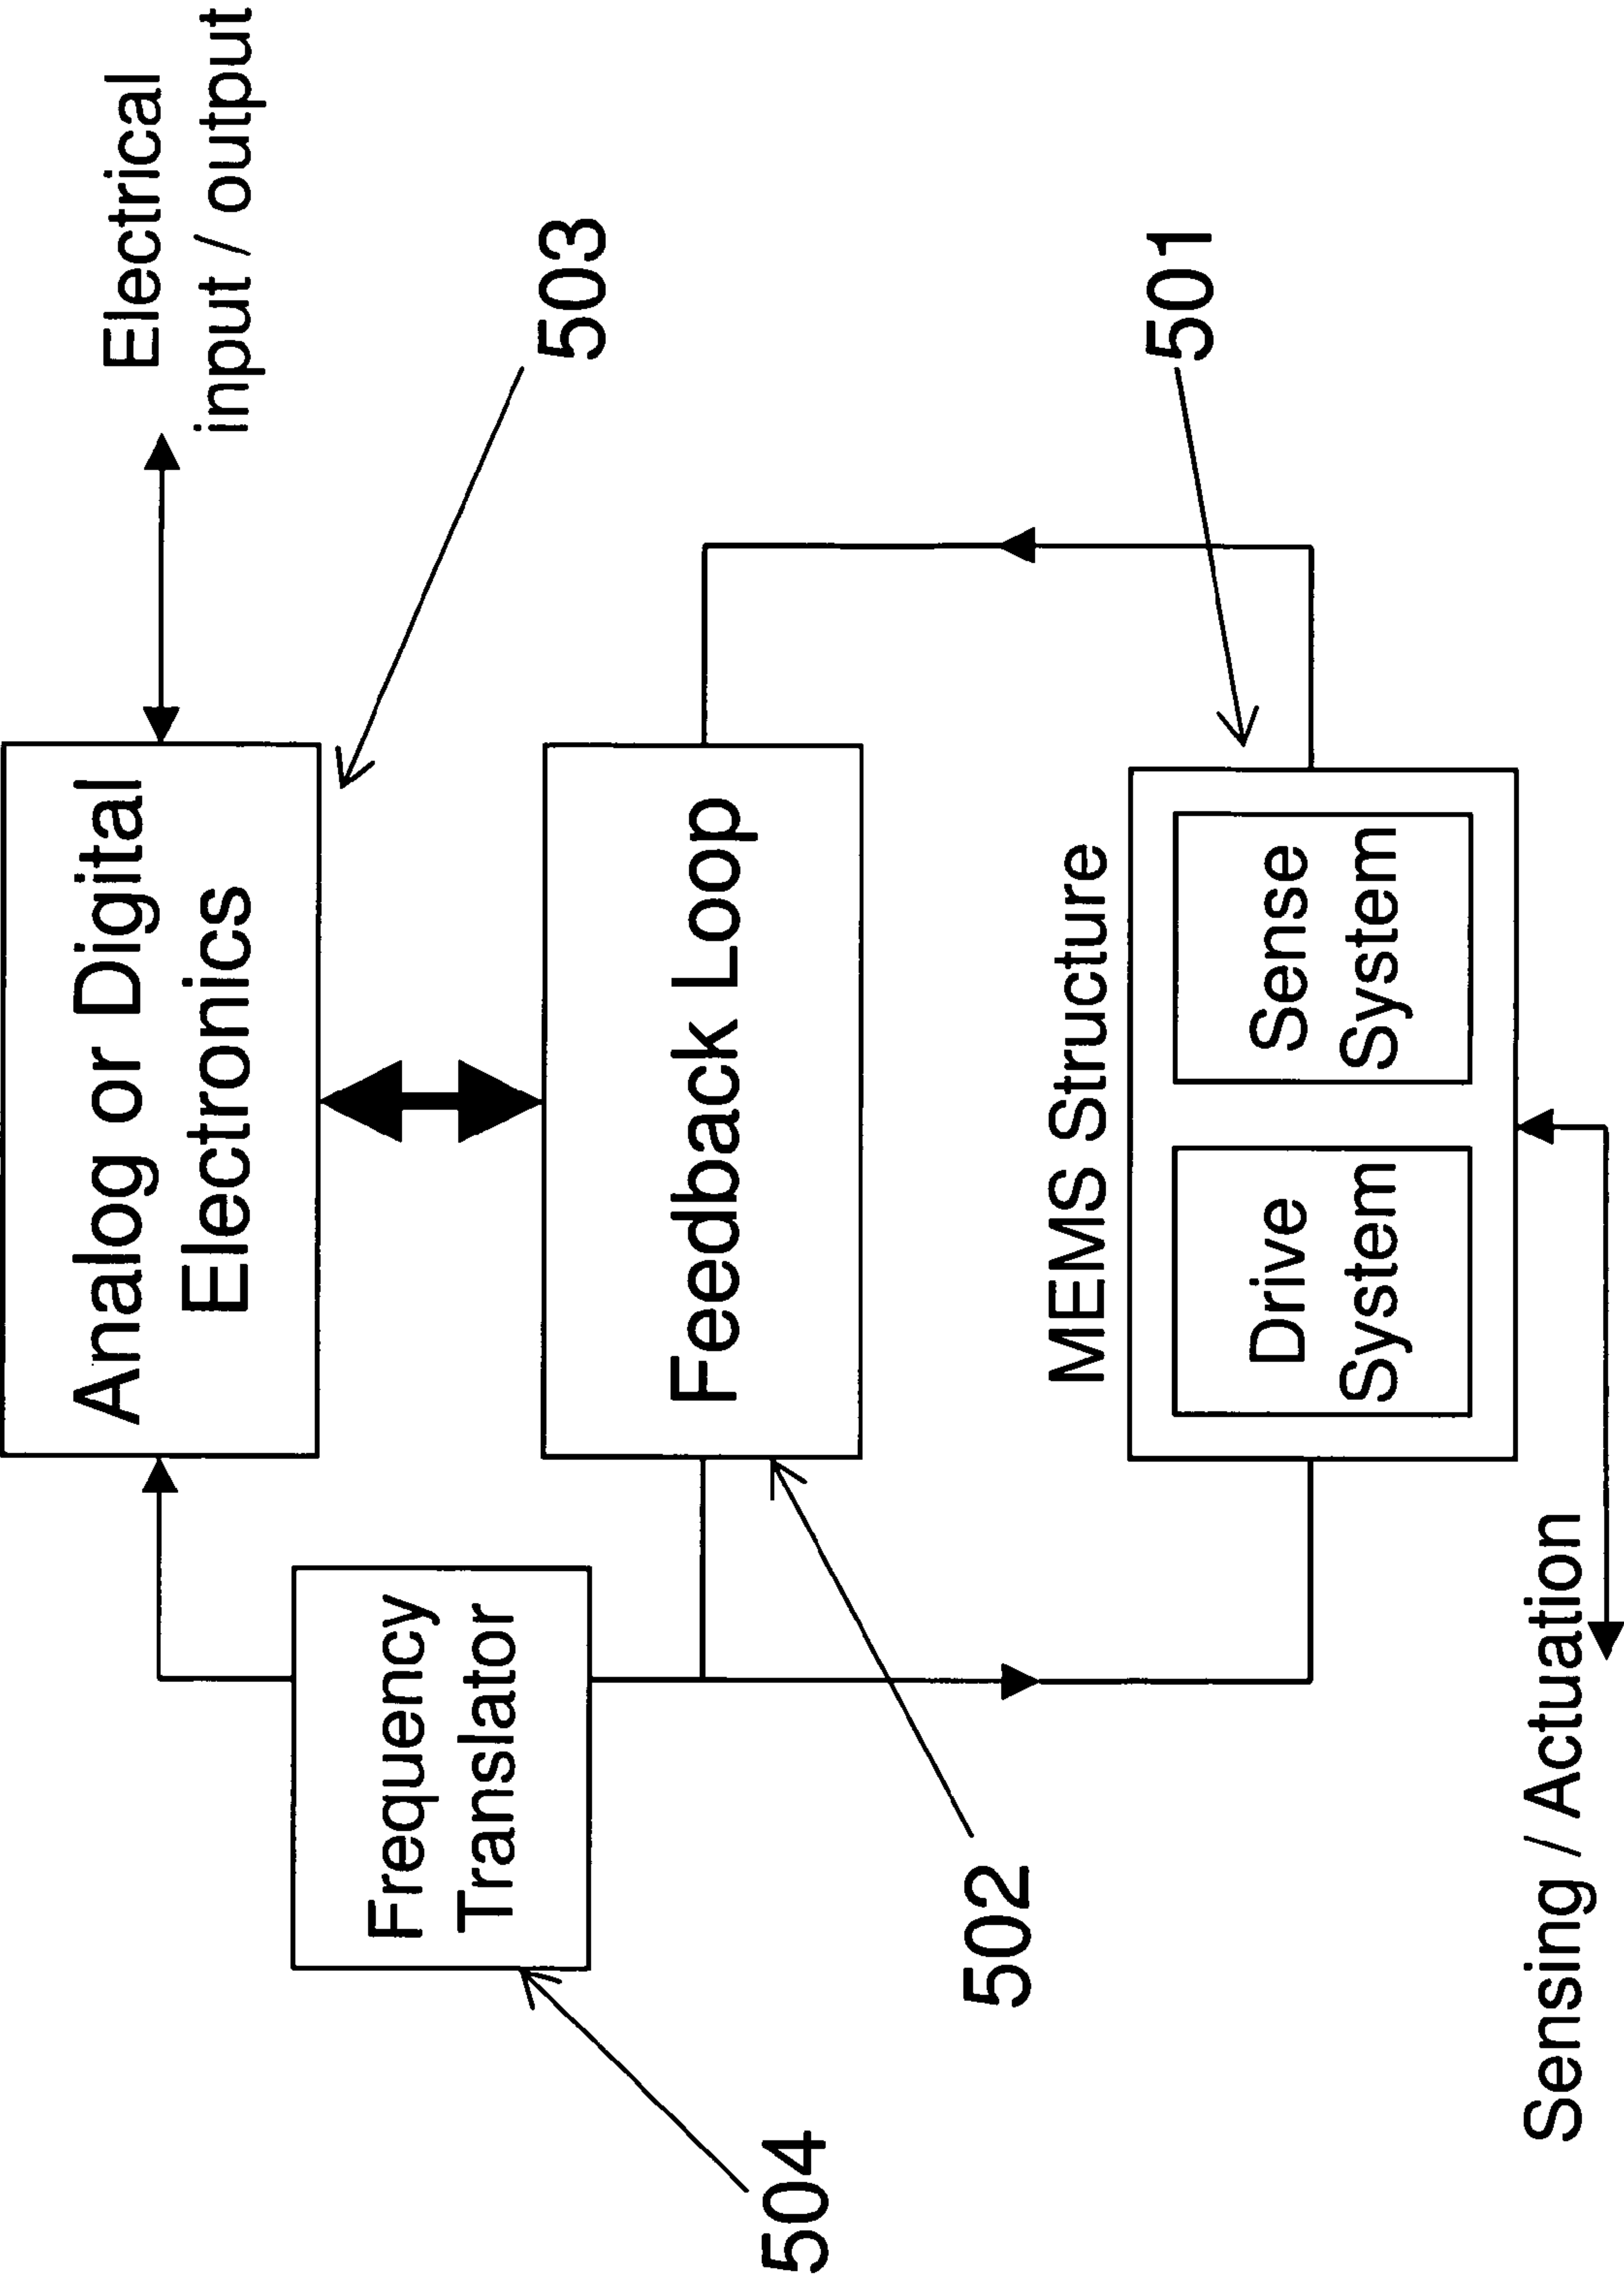 Electrical
input / output
503
Analog or Digital
Electronics
Frequency
Translator
504
Feedback Loop
502
501
MEMS Structure
Drive
System
Sense
System
Sensing / Actuation